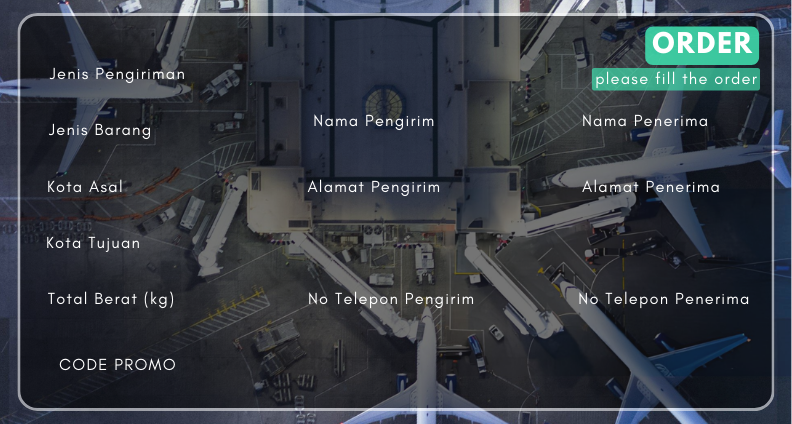 ORDER
please fill the order
Jenis Pengiriman
Jenis Barang
Kota Asal
Kota Tujuan
Total Berat (kg)
CODE PROMO
Nama Pengirim
Alamat Pengirim
No Telepon Pengirim
Nama Penerima
Alamat Penerima
No Telepon Penerima